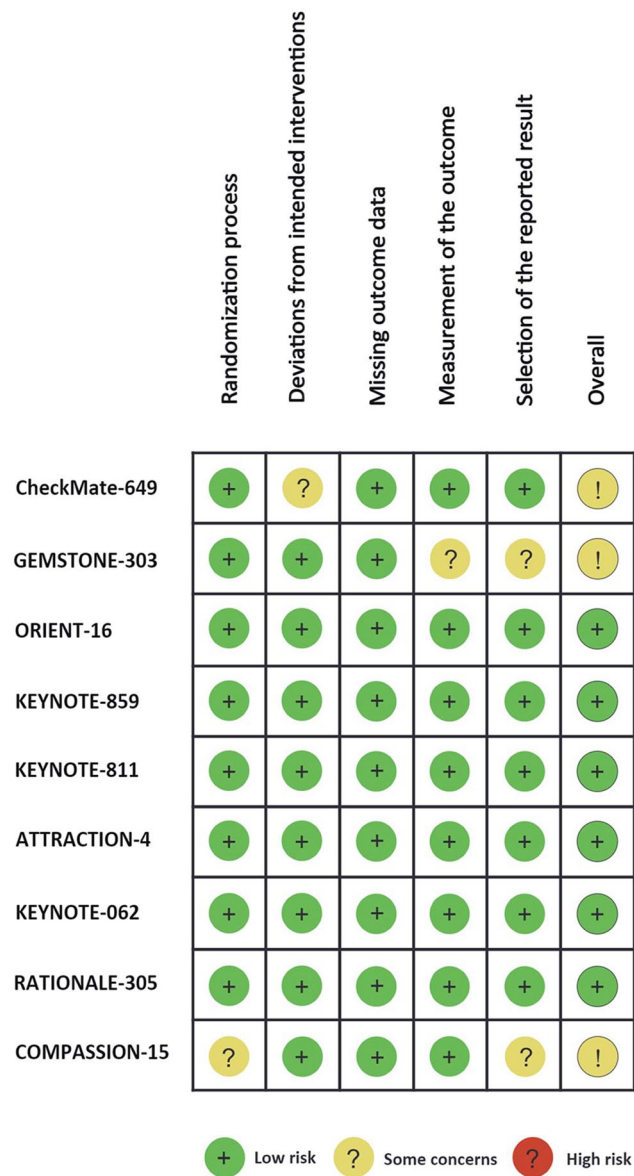 Randomization process
Deviations from intended interventions
Missing outcome data
Measurement of the outcome
Selection of the reported result
Overall
CheckMate-649 + ? + + + !
GEMSTONE-303 + + + ? ? !
ORIENT-16 + + + + + +
KEYNOTE-859 + + + + + +
KEYNOTE-811 + + + + + +
ATTRACTION-4 + + + + + +
KEYNOTE-062 + + + + + +
RATIONALE-305 + + + + + +
COMPASSION-15 ? + + + ? !
+ Low risk ? Some concerns ? High risk